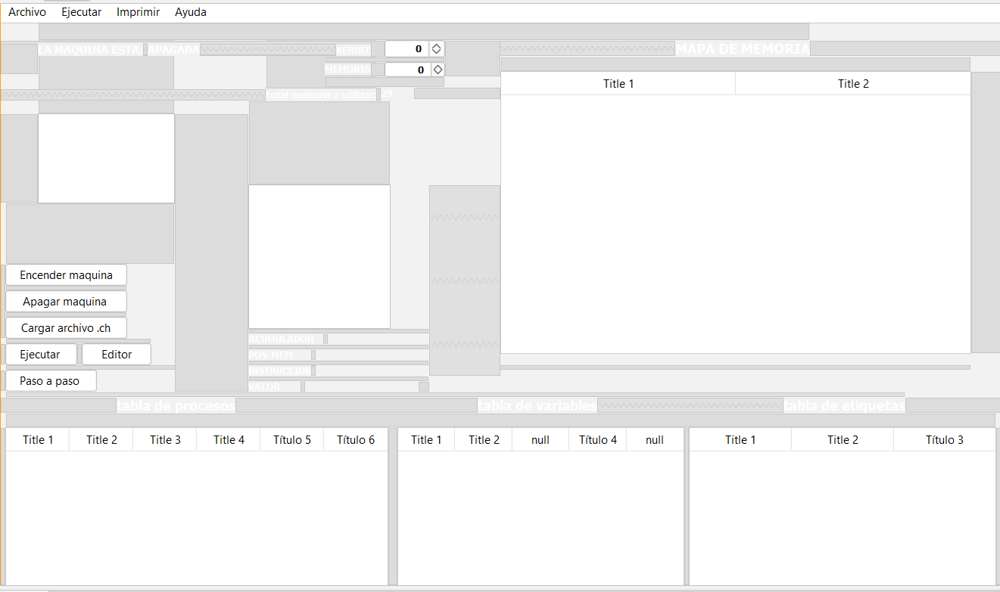 Archivo Ejecutar Imprimir Ayuda
LA MAQUINA ESTA: APAGADA KERNEL 0 MAPA DE MEMORIA
MEMORIA 0
Title 1 Title 2
total memoria a utilizar: 29
Encender maquina
Apagar maquina
Cargar archivo .ch
ACUMULADOR
Ejecutar Editor
POS-MEM
INSTRUCCION
Paso a paso
VALOR
tabla de procesos tabla de variables tabla de etiquetas
Title 1 Title 2 Title 3 Title 4 Título 5 Título 6 Title 1 Title 2 null Título 4 null Title 1 Title 2 Título 3